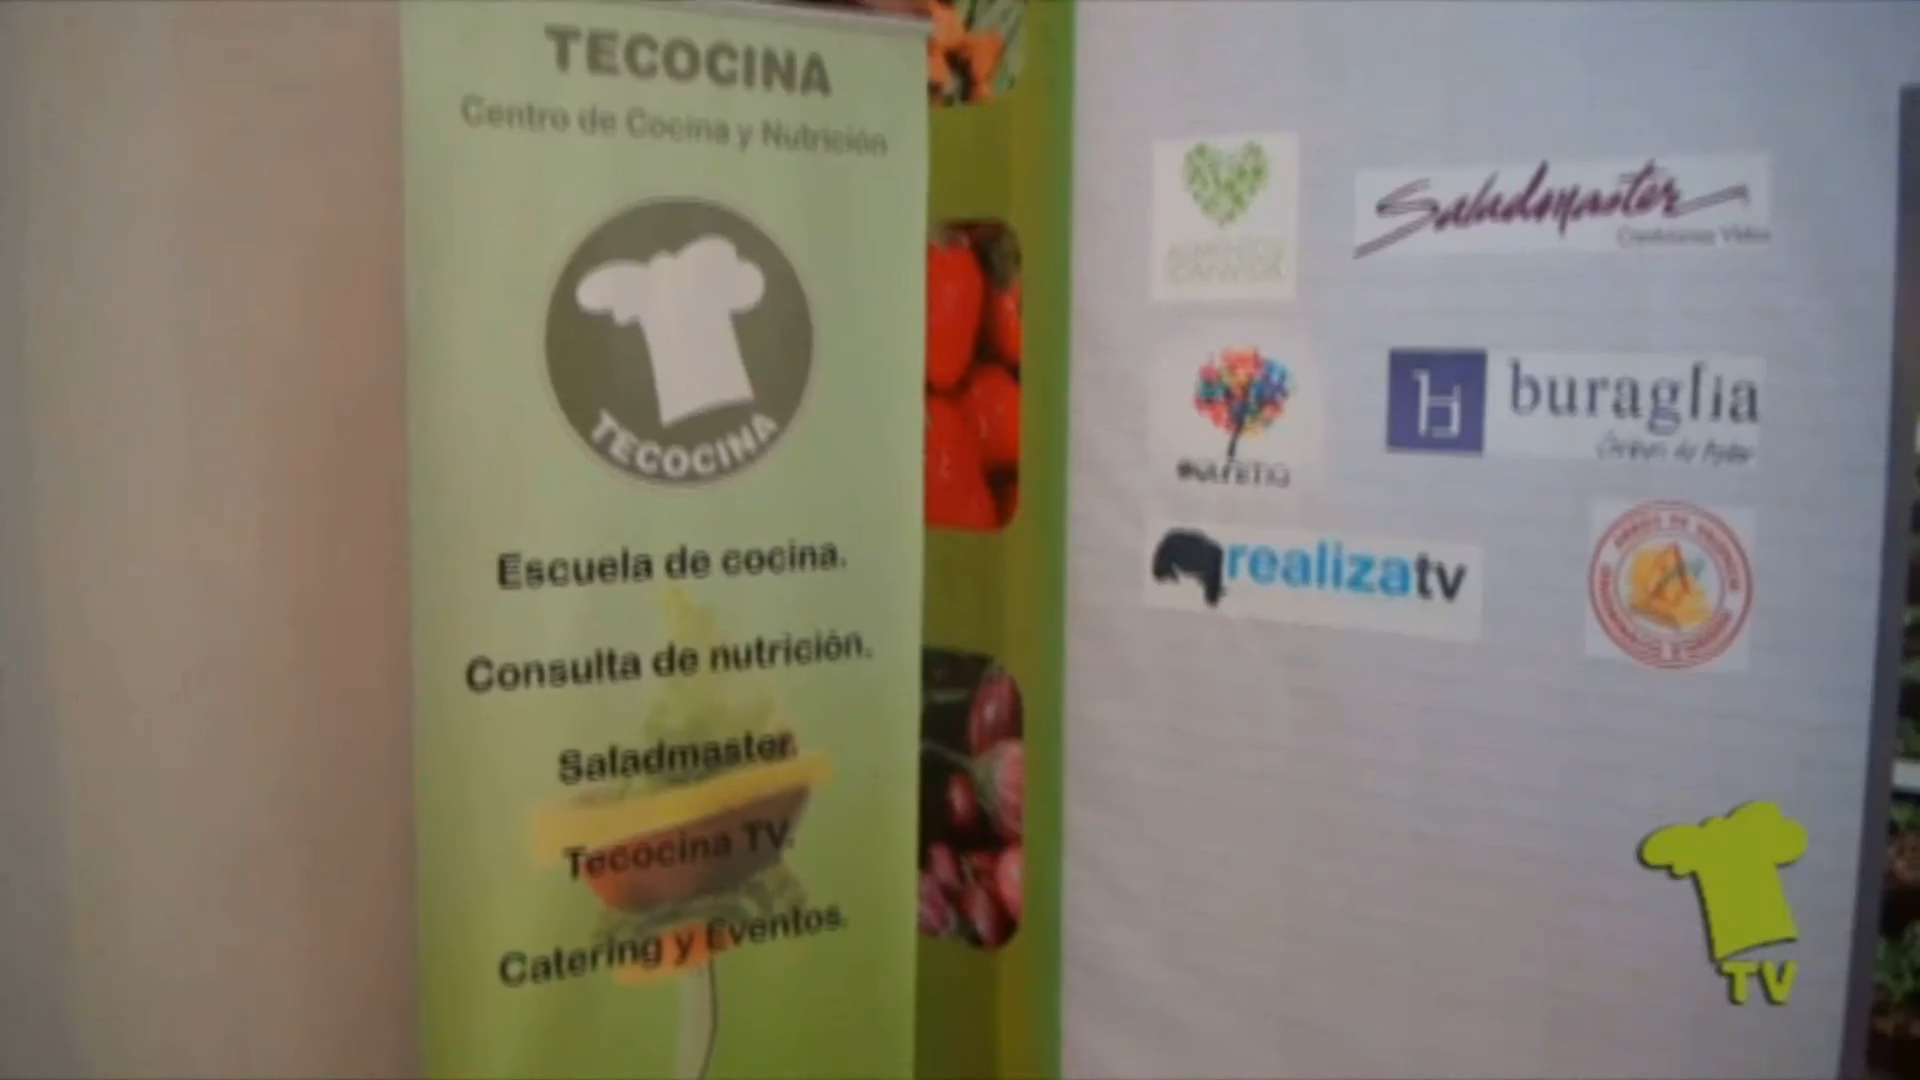 TECOCINA
Centro de Cocina y Nutrición
TECOCINA
Escuela de cocina.
Consulta de nutrición.
Saladmaster.
Tecocina TV.
Catering y Eventos.
Saladmaster
buraglia
realizatv
TV